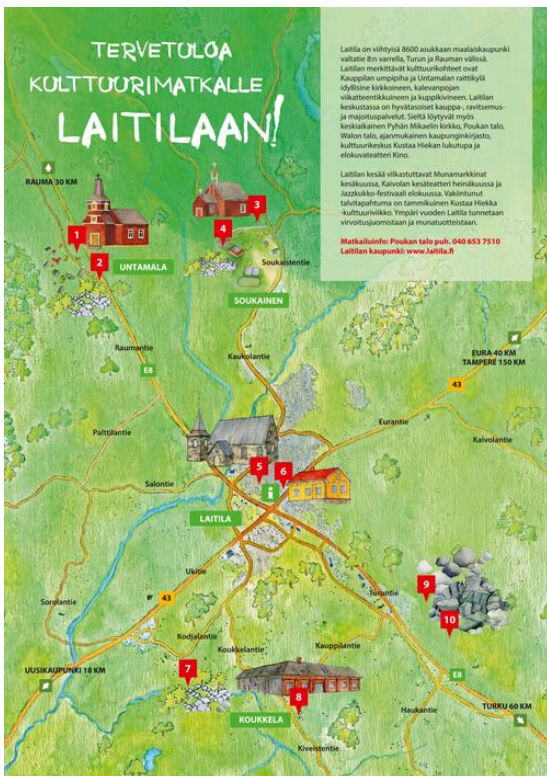 TERVETULOA
KULTTUURIMATKALLE
LAITILAAN!
Laitila on viihtyisä 8600 asukkaan maalaiskaupunki
valtatie 8:n varrella, Turun ja Rauman välissä.
Laitilan merkittävät kulttuurikohteet ovat
Kauppilan umpipiha ja Untamalan raittikylä
idyllisine kirkkoineen, kalevanpojan
viikatteentikkuineen ja kuppikivineen. Laitilan
keskustassa on hyvätasoiset kauppa-, ravitsemus-
ja majoituspalvelut. Sieltä löytyvät myös
keskiaikainen Pyhän Mikaelin kirkko, Poukan talo,
Walon talo, ajanmukainen kaupunginkirjasto,
kulttuurikeskus Kustaa Hiekan lukutupa ja
elokuvateatteri Kino.
Laitilan kesää vilkastuttavat Munamarkkinat
kesäkuussa, Kaivolan kesäteatteri heinäkuussa ja
Jazzkukko-festivaali elokuussa. Vakiintunut
talvitapahtuma on tammikuinen Kustaa Hiekka
-kulttuuriviikko. Ympäri vuoden Laitila tunnetaan
virvoitusjuomistaan ja munatuotteistaan.
Matkailuinfo: Poukan talo puh. 040 653 7510
Laitilan kaupunki: www.laitila.fi
RAUMA 30 KM
1
2
UNTAMALA
3
4
Soukaistentie
SOUKAINEN
Raumantie
E8
Kaukolantie
EURA 40 KM
TAMPERE 150 KM
43
Palttilantie
Eurantie
Kaivolantie
Salontie
5
6
i
LAITILA
Ukitie
43
Sorolantie
Turuntie
9
10
Kodjalantie
Koukkelantie
Kauppilantie
UUSIKAUPUNKI 18 KM
7
8
E8
KOUKKELA
Haukantie
TURKU 60 KM
Kiveistentie